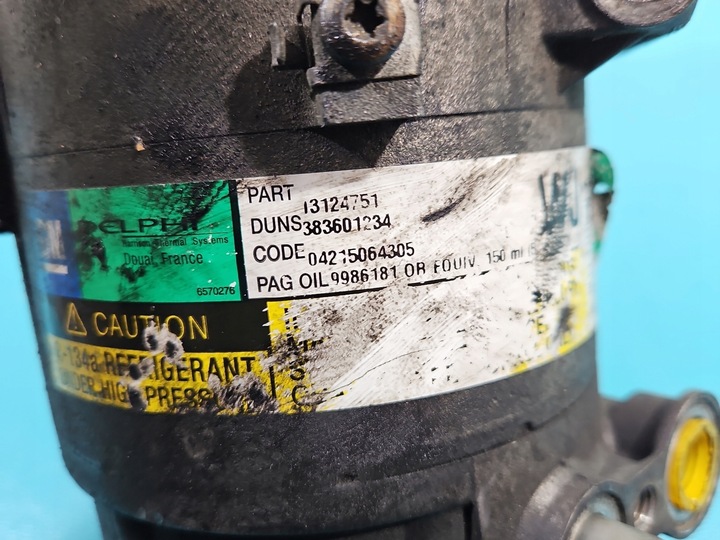 DELPHI
Harrison Thermal Systems
Douai, France
6570276
PART 13124751
DUNS 383601234
CODE 04215064305
PAG OIL 9986181 OR EQUIV. 150 ml
CAUTION
R-134a REFRIGERANT
UNDER HIGH PRESS